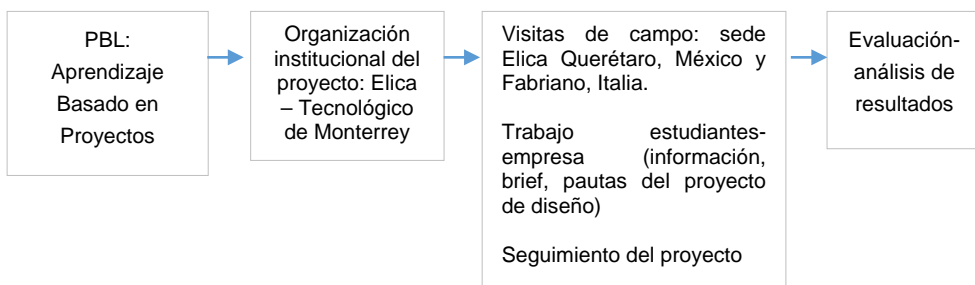 PBL:
Aprendizaje
Basado en
Proyectos
Organización
institucional del
proyecto: Elica
– Tecnológico
de Monterrey
Visitas de campo: sede
Elica Querétaro, México y
Fabriano, Italia.
Trabajo estudiantes-
empresa (información,
brief, pautas del proyecto
de diseño)
Seguimiento del proyecto
Evaluación-
análisis de
resultados